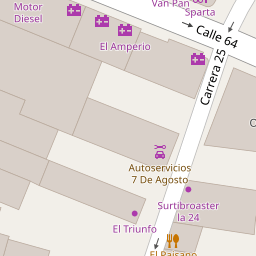 Motor
Diesel
Van Pan
Sparta
Calle 64
El Amperio
Carrera 25
Autoservicios
7 De Agosto
Surtibroaster
la 24
El Triunfo
El Paisano